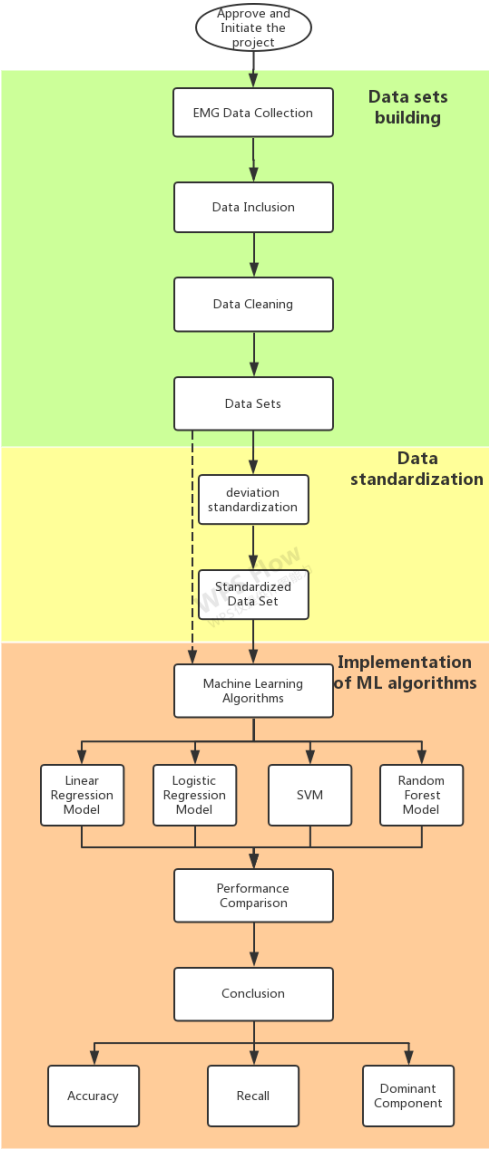 Approve and
Initiate the
project
Data sets
building
EMG Data Collection
Data Inclusion
Data Cleaning
Data Sets
Data
standardization
deviation
standardization
WPS Flow
Standardized
Data Set
Implementation
of ML algorithms
Machine Learning
Algorithms
Linear
Regression
Model
Logistic
Regression
Model
SVM
Random
Forest
Model
Performance
Comparison
Conclusion
Accuracy
Recall
Dominant
Component